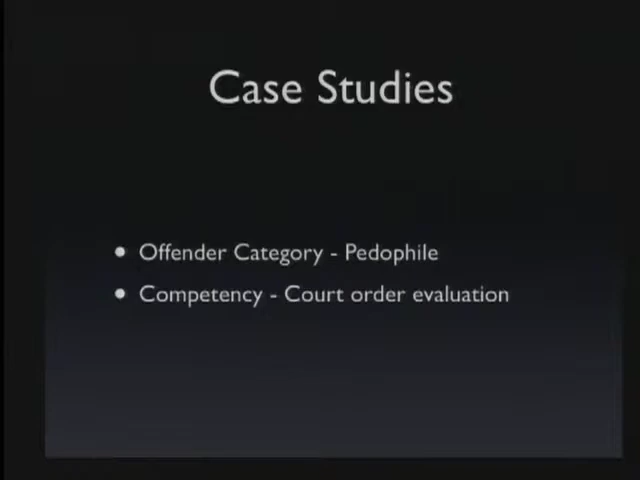 Case Studies
• Offender Category - Pedophile
• Competency - Court order evaluation